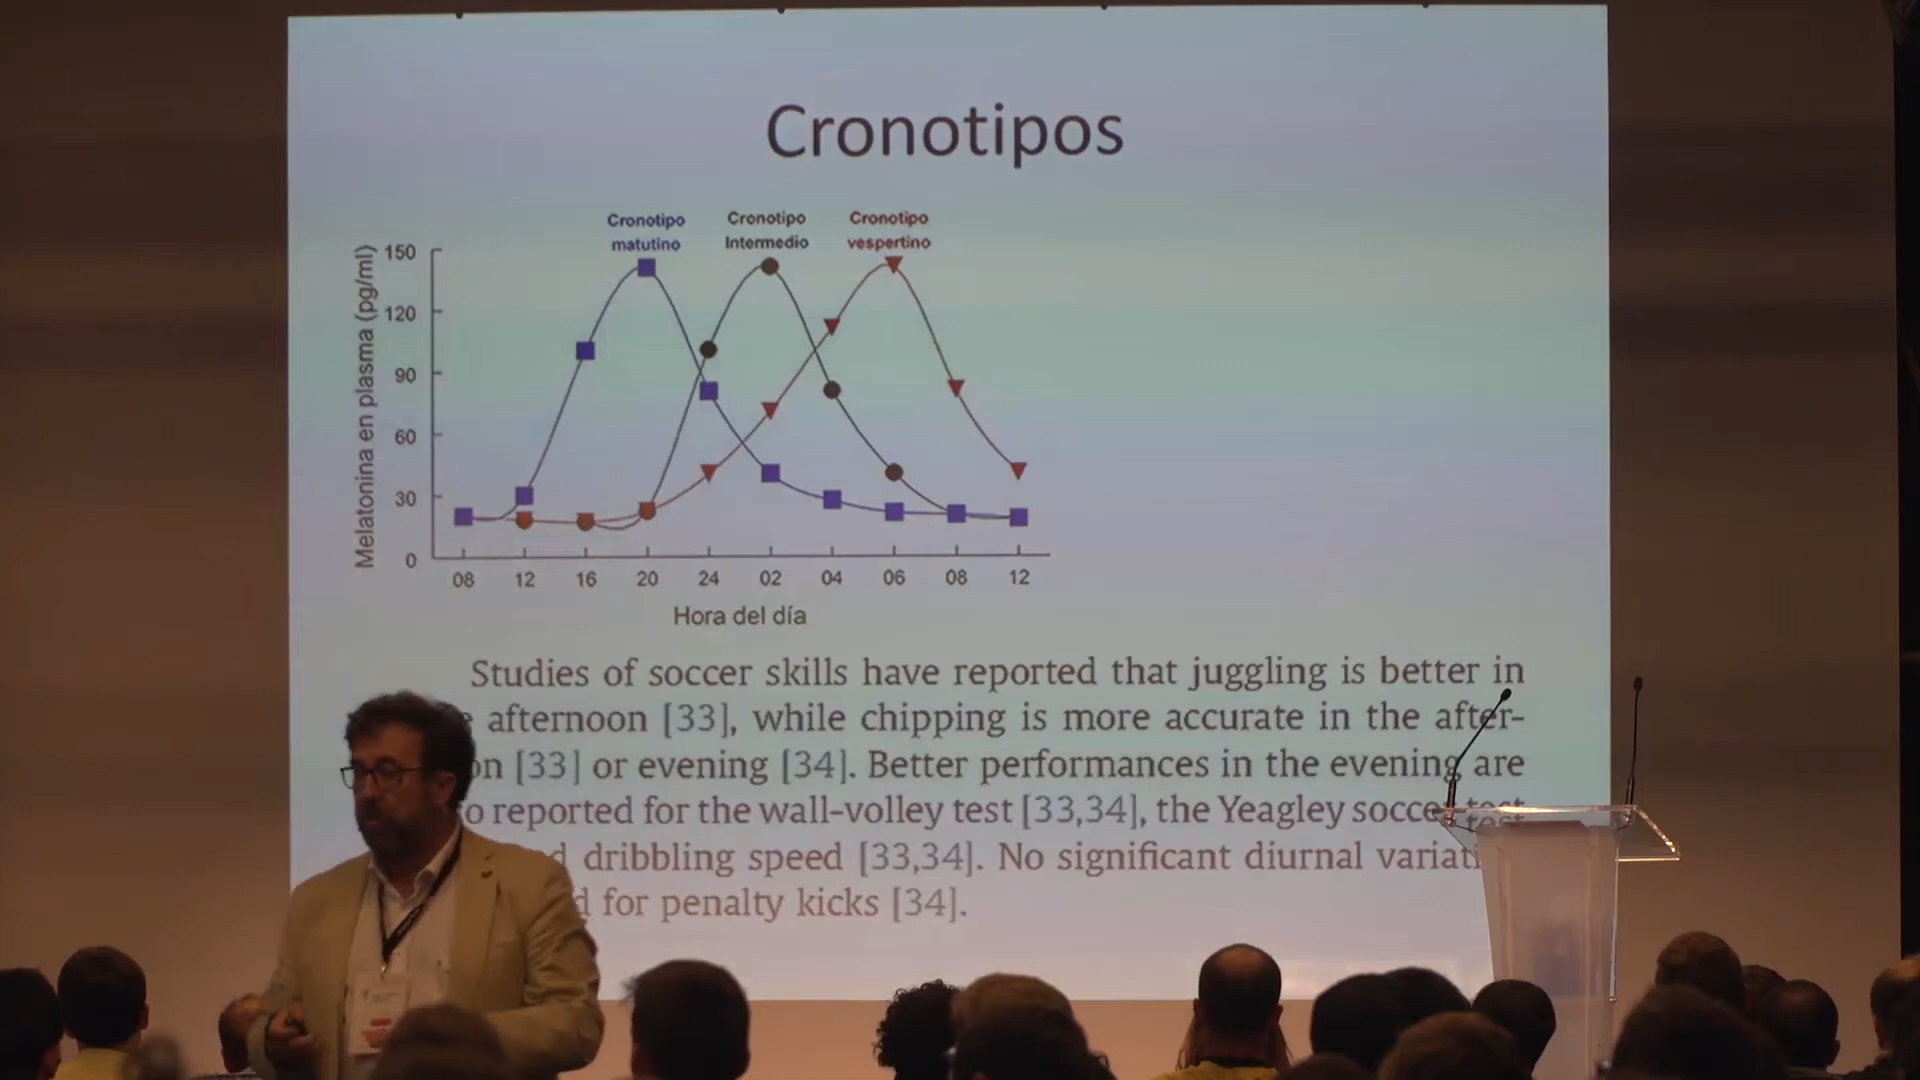 Cronotipos
Cronotipo matutino
Cronotipo Intermedio
Cronotipo vespertino
Melatonina en plasma (pg/ml)
150
120
90
60
30
0
08 12 16 20 24 02 04 06 08 12
Hora del día
Studies of soccer skills have reported that juggling is better in
afternoon [33], while chipping is more accurate in the after-
[33] or evening [34]. Better performances in the evening are
reported for the wall-volley test [33,34], the Yeagley soccer test
dribbling speed [33,34]. No significant diurnal
for penalty kicks [34].